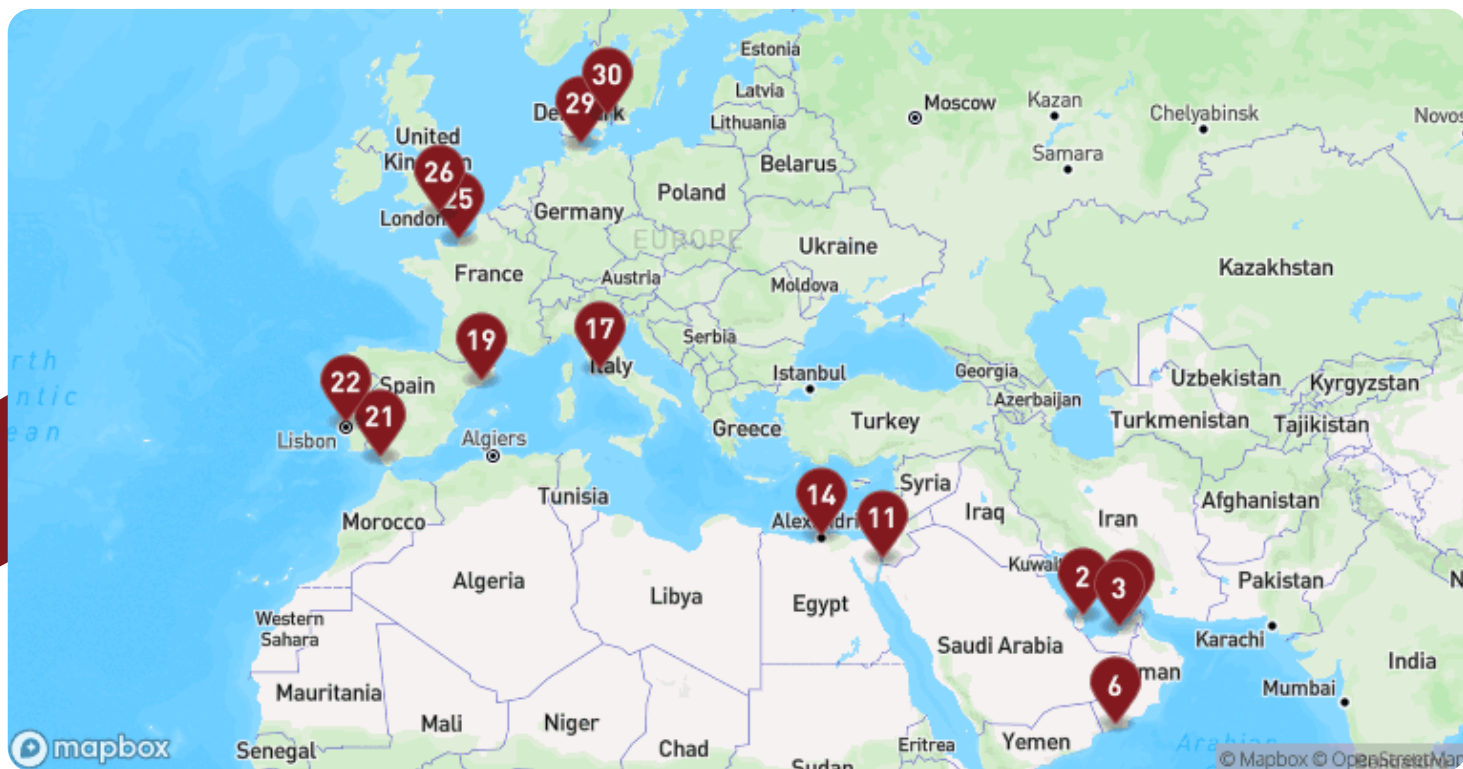 Estonia
Latvia
Lithuania
Moscow
Kazan
Chelyabinsk
Novos
Samara
30
29
United
26
25
London
Belarus
Poland
Germany
EUROPE
Ukraine
Kazakhstan
France
Austria
Moldova
17
19
Italy
Serbia
Istanbul
Georgia
Azerbaijan
Uzbekistan
Kyrgyzstan
Turkmenistan
Tajikistan
22
Spain
21
Lisbon
Algiers
Greece
Turkey
Tunisia
Morocco
14
11
Syria
Iraq
Iran
Afghanistan
Algeria
Libya
Egypt
2
3
Pakistan
Karachi
Western
Sahara
Saudi Arabia
India
Mumbai
6
Mauritania
Mali
Niger
Chad
Senegal
Eritrea
Yemen
mapbox
© Mapbox © OpenStreetMap